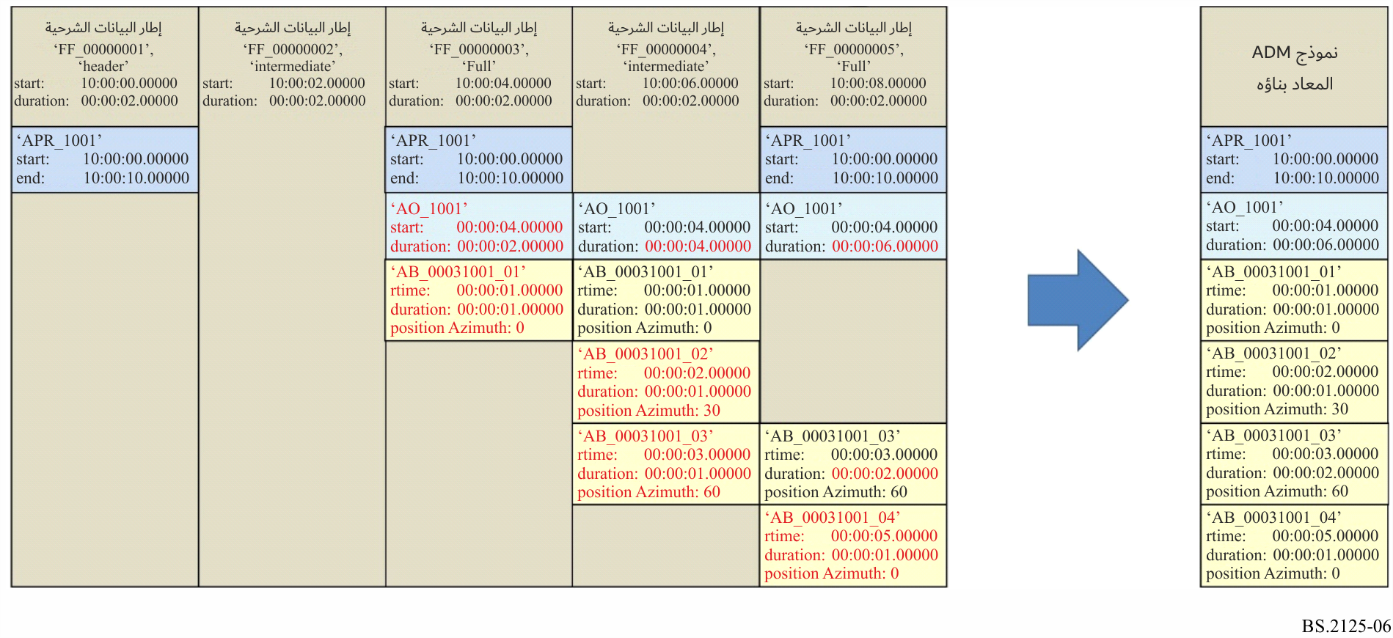 إطار البيانات الشرحية
‘FF_00000001’,
‘header’
start: 10:00:00.00000
duration: 00:00:02.00000
‘APR_1001’
start: 10:00:00.00000
end: 10:00:10.00000
إطار البيانات الشرحية
‘FF_00000002’,
‘intermediate’
start: 10:00:02.00000
duration: 00:00:02.00000
إطار البيانات الشرحية
‘FF_00000003’,
‘Full’
start: 10:00:04.00000
duration: 00:00:02.00000
‘APR_1001’
start: 10:00:00.00000
end: 10:00:10.00000
‘AO_1001’
start: 00:00:04.00000
duration: 00:00:02.00000
‘AB_00031001_01’
rtime: 00:00:01.00000
duration: 00:00:01.00000
position Azimuth: 0
إطار البيانات الشرحية
‘FF_00000004’,
‘intermediate’
start: 10:00:06.00000
duration: 00:00:02.00000
‘AO_1001’
start: 00:00:04.00000
duration: 00:00:04.00000
‘AB_00031001_01’
rtime: 00:00:01.00000
duration: 00:00:01.00000
position Azimuth: 0
‘AB_00031001_02’
rtime: 00:00:02.00000
duration: 00:00:01.00000
position Azimuth: 30
‘AB_00031001_03’
rtime: 00:00:03.00000
duration: 00:00:01.00000
position Azimuth: 60
إطار البيانات الشرحية
‘FF_00000005’,
‘Full’
start: 10:00:08.00000
duration: 00:00:02.00000
‘APR_1001’
start: 10:00:00.00000
end: 10:00:10.00000
‘AO_1001’
start: 00:00:04.00000
duration: 00:00:06.00000
‘AB_00031001_03’
rtime: 00:00:03.00000
duration: 00:00:02.00000
position Azimuth: 60
‘AB_00031001_04’
rtime: 00:00:05.00000
duration: 00:00:01.00000
position Azimuth: 0
نموذج ADM
المعاد بناؤه
‘APR_1001’
start: 10:00:00.00000
end: 10:00:10.00000
‘AO_1001’
start: 00:00:04.00000
duration: 00:00:06.00000
‘AB_00031001_01’
rtime: 00:00:01.00000
duration: 00:00:01.00000
position Azimuth: 0
‘AB_00031001_02’
rtime: 00:00:02.00000
duration: 00:00:01.00000
position Azimuth: 30
‘AB_00031001_03’
rtime: 00:00:03.00000
duration: 00:00:02.00000
position Azimuth: 60
‘AB_00031001_04’
rtime: 00:00:05.00000
duration: 00:00:01.00000
position Azimuth: 0
BS.2125-06